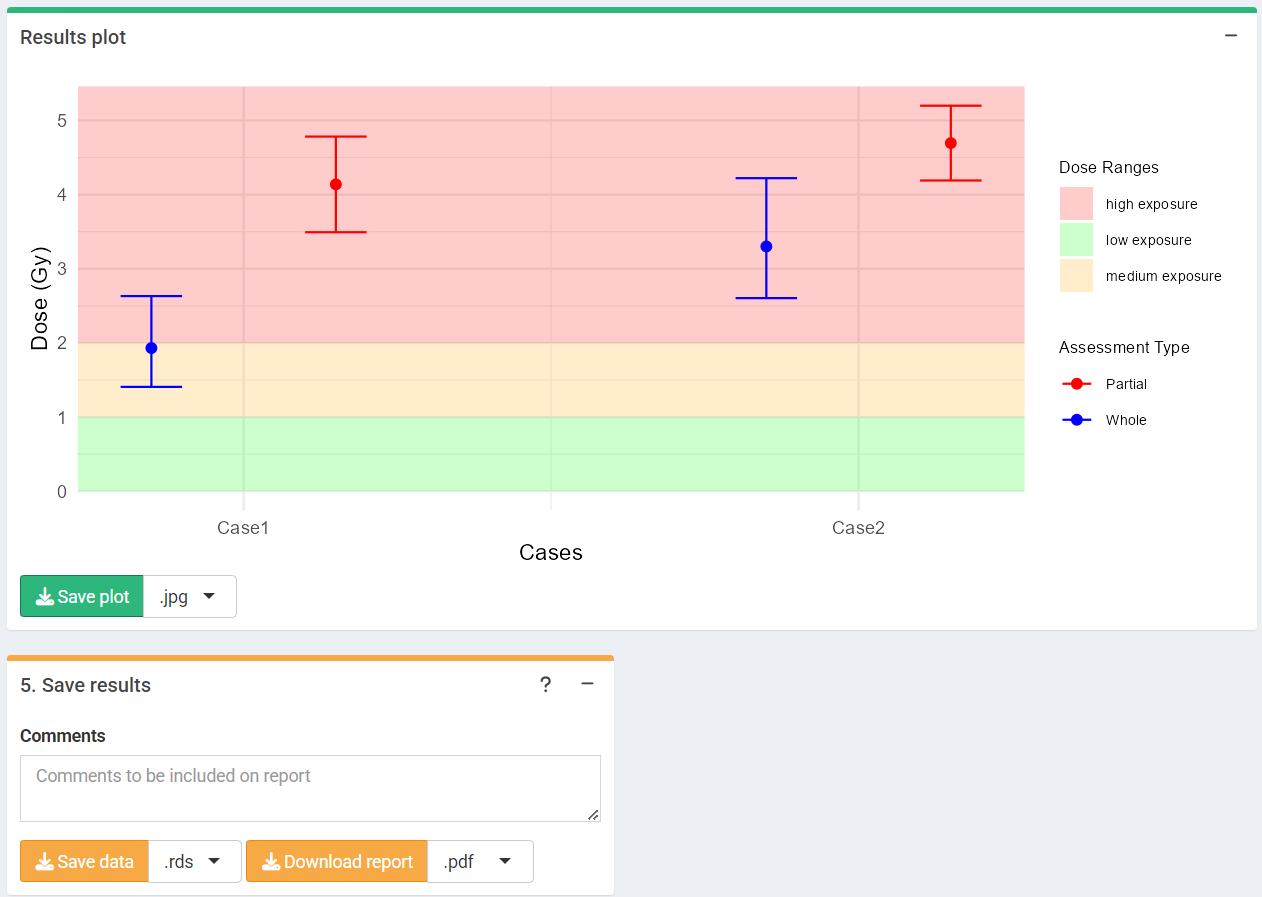 Results plot
5
4
3
2
1
0
Dose (Gy)
Case1
Case2
Cases
Dose Ranges
high exposure
low exposure
medium exposure
Assessment Type
Partial
Whole
Save plot .jpg
5. Save results ?
Comments
Comments to be included on report
Save data .rds Download report .pdf